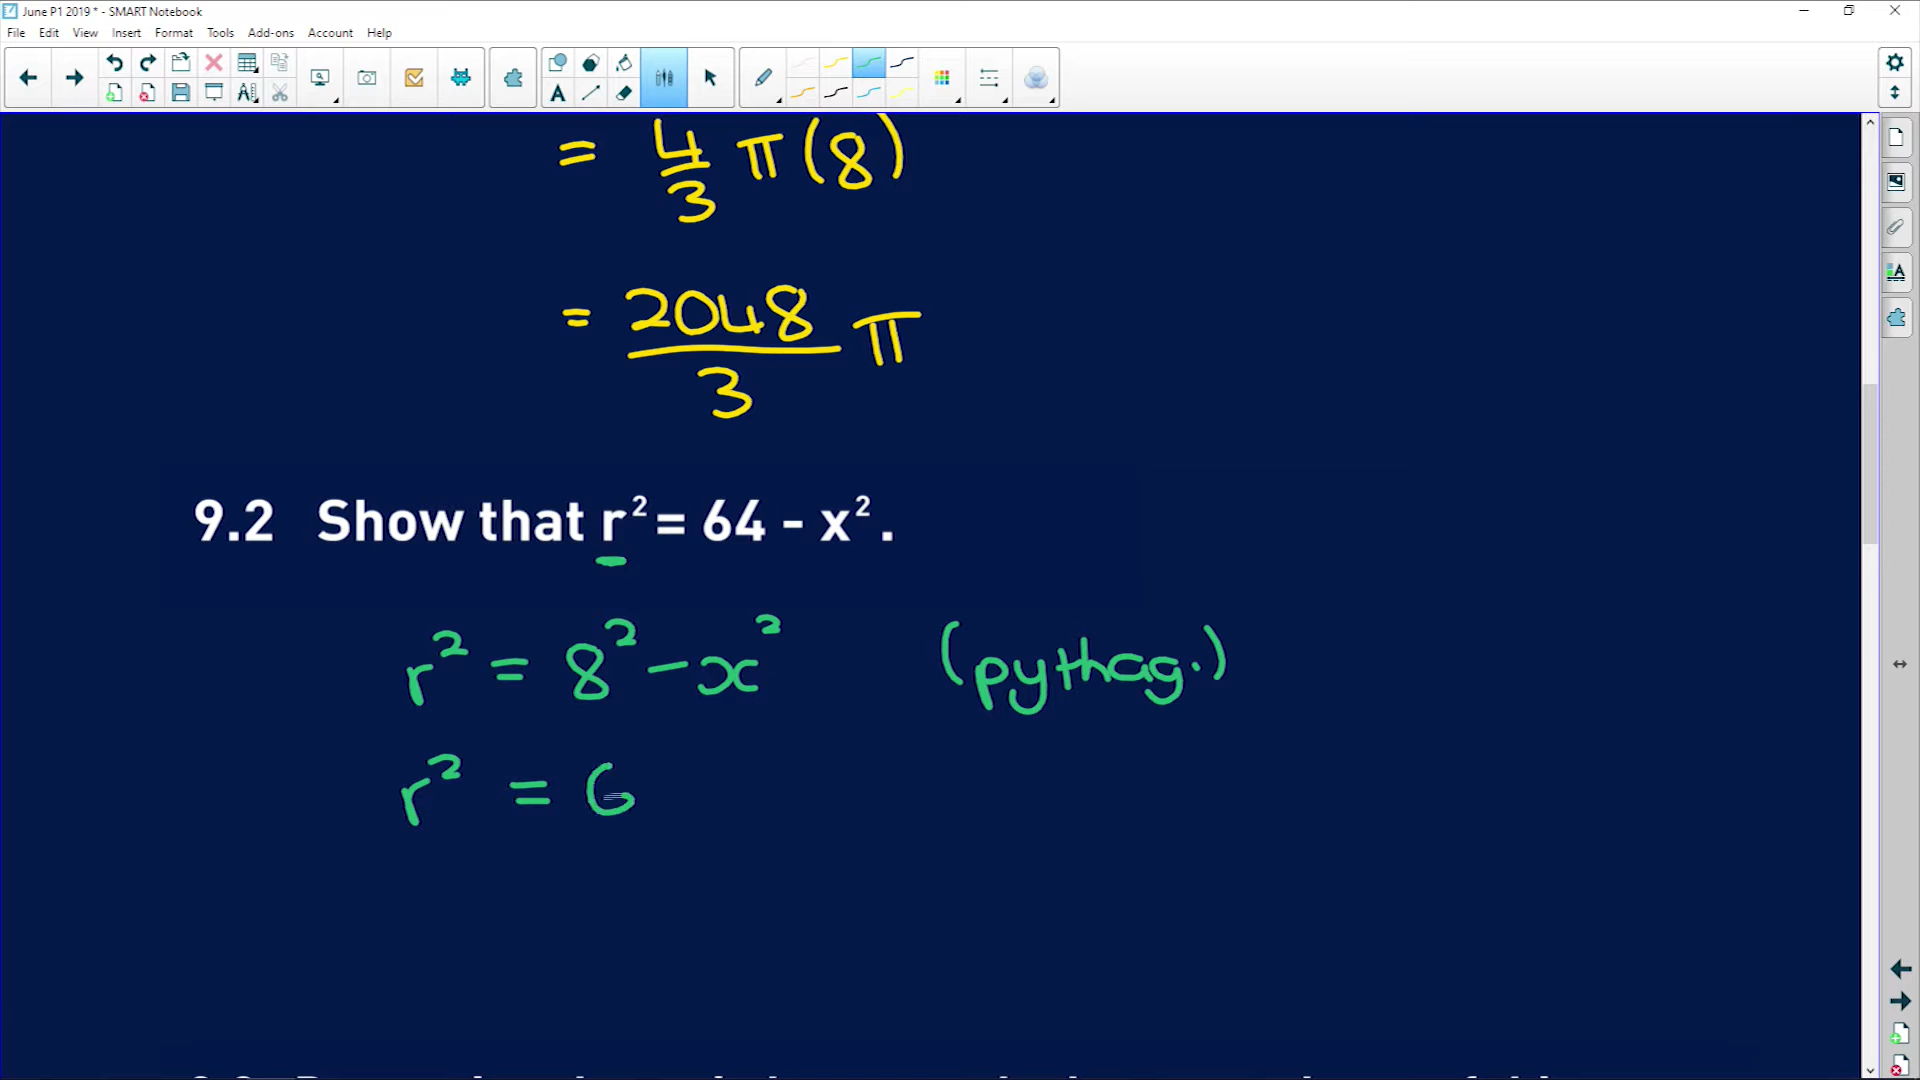 June P1 2019 * - SMART Notebook
File Edit View Insert Format Tools Add-ons Account Help
= 4/3 π (8)
= 2048/3 π
9.2 Show that r² = 64 - x².
r² = 8² - x² (pythag.)
r² = 6